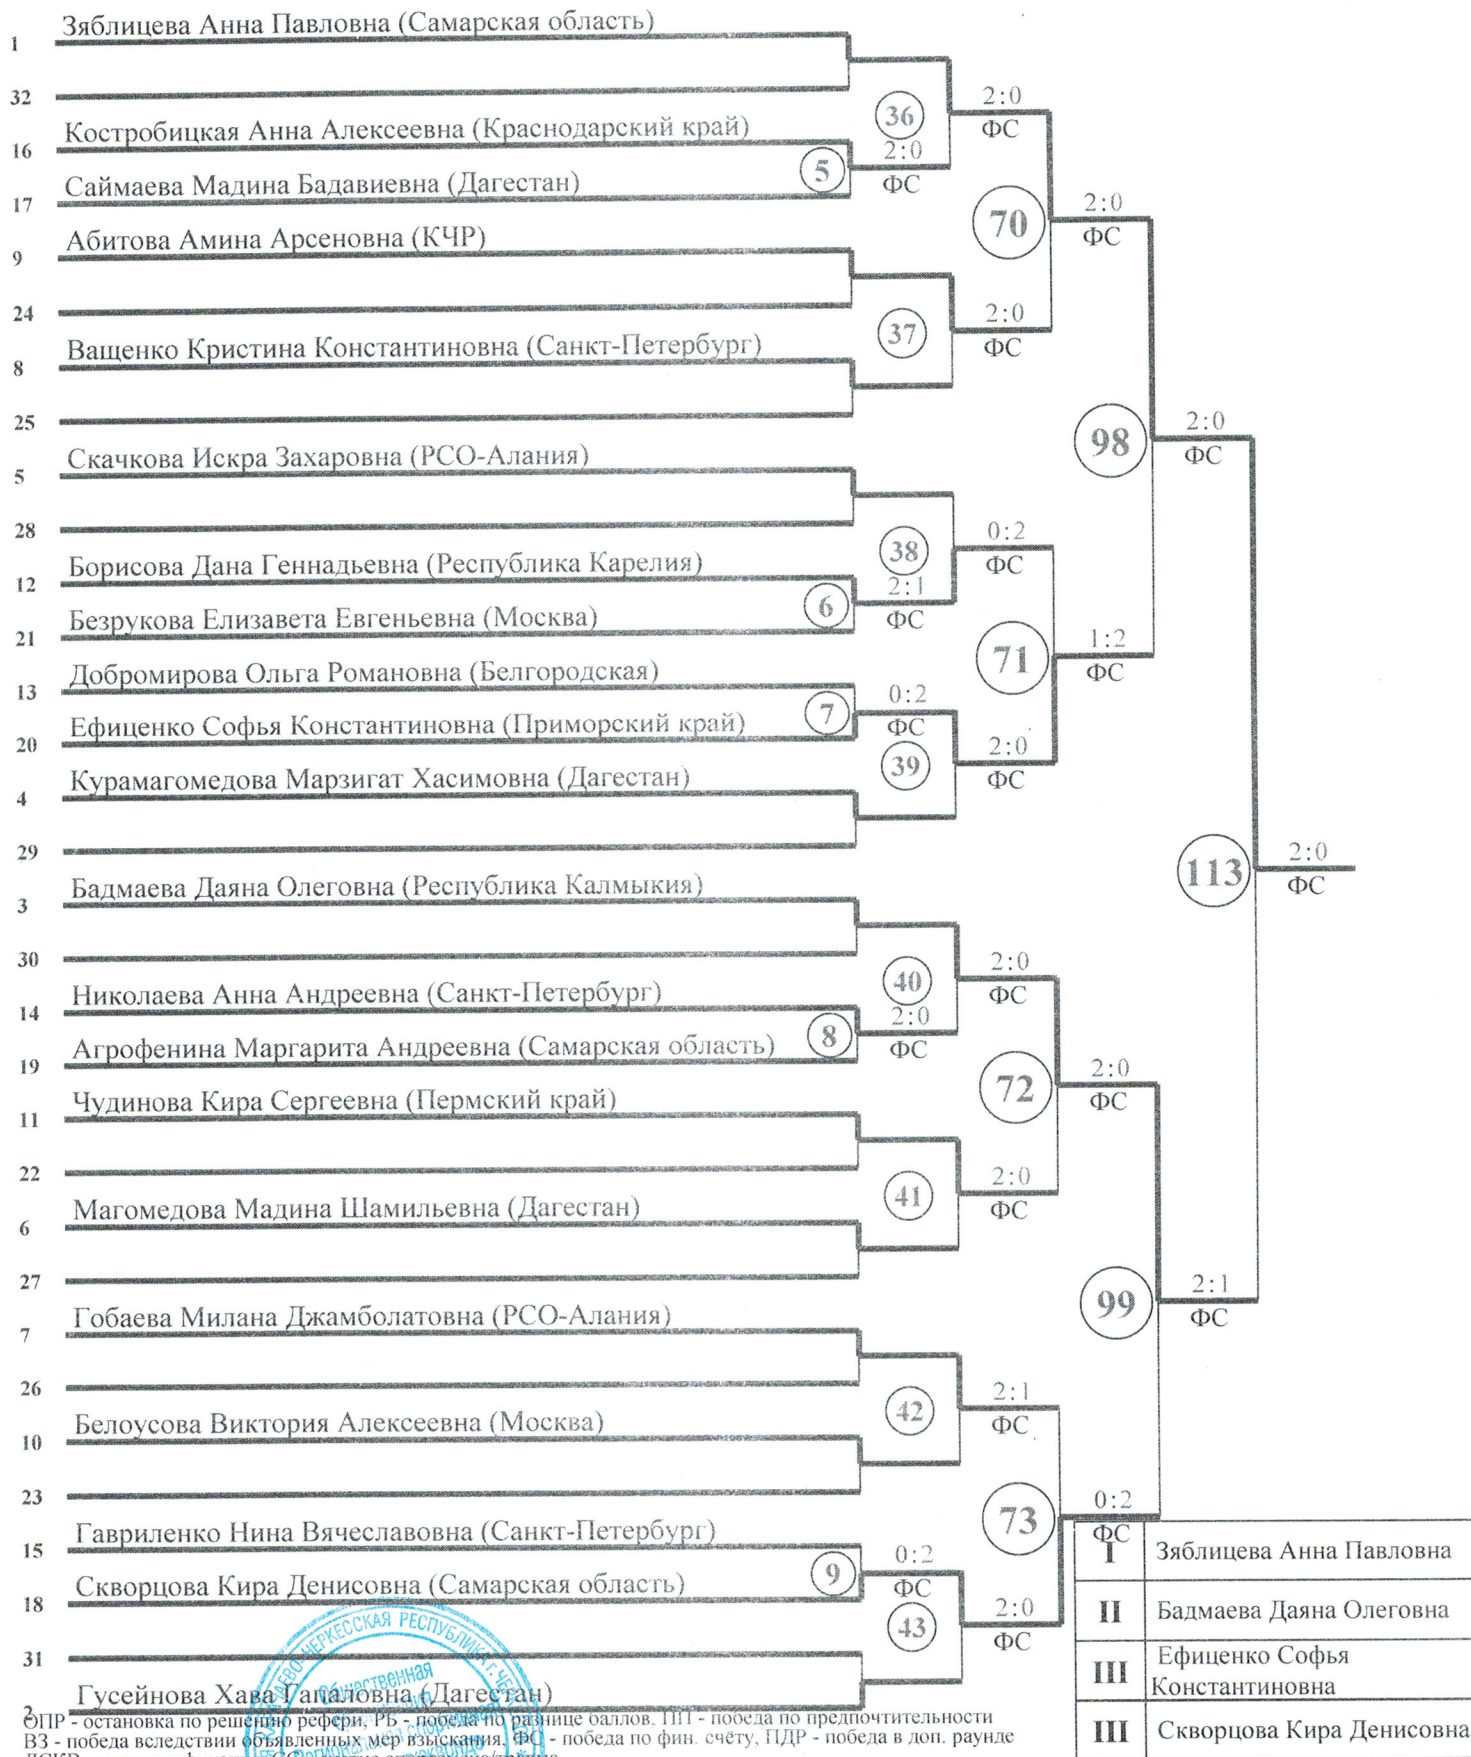 Зяблицева Анна Павловна (Самарская область)
1
32
36
2:0
ФС
Костробицкая Анна Алексеевна (Краснодарский край)
16
5
2:0
ФС
Саймаева Мадина Бадавиевна (Дагестан)
17
70
2:0
ФС
Абитова Амина Арсеновна (КЧР)
9
24
37
2:0
ФС
Ващенко Кристина Константиновна (Санкт-Петербург)
8
25
98
2:0
ФС
Скачкова Искра Захаровна (РСО-Алания)
5
28
38
0:2
ФС
Борисова Дана Геннадьевна (Республика Карелия)
12
6
2:1
ФС
Безрукова Елизавета Евгеньевна (Москва)
21
71
1:2
ФС
Добромирова Ольга Романовна (Белгородская)
13
7
0:2
ФС
Ефиценко Софья Константиновна (Приморский край)
20
39
2:0
ФС
Курамагомедова Марзигат Хасимовна (Дагестан)
4
29
113
2:0
ФС
Бадмаева Даяна Олеговна (Республика Калмыкия)
3
30
40
2:0
ФС
Николаева Анна Андреевна (Санкт-Петербург)
14
8
2:0
ФС
Агрофенина Маргарита Андреевна (Самарская область)
19
72
2:0
ФС
Чудинова Кира Сергеевна (Пермский край)
11
22
41
2:0
ФС
Магомедова Мадина Шамильевна (Дагестан)
6
27
99
2:1
ФС
Гобаева Милана Джамболатовна (РСО-Алания)
7
26
42
2:1
ФС
Белоусова Виктория Алексеевна (Москва)
10
23
73
0:2
ФС
Гавриленко Нина Вячеславовна (Санкт-Петербург)
15
9
0:2
ФС
Скворцова Кира Денисовна (Самарская область)
18
43
2:0
ФС
31
Гусейнова Хава Гапаловна (Дагестан)
2
I Зяблицева Анна Павловна
II Бадмаева Даяна Олеговна
III Ефиценко Софья
Константиновна
III Скворцова Кира Денисовна
ОПР - остановка по решению рефери, РБ - победа по разнице баллов, ПП - победа по предпочтительности
ВЗ - победа вследствии объявленных мер взыскания, ФС - победа по фин. счёту, ПДР - победа в доп. раунде
ЧЕРКЕССКАЯ РЕСПУБЛИКА
Общественная